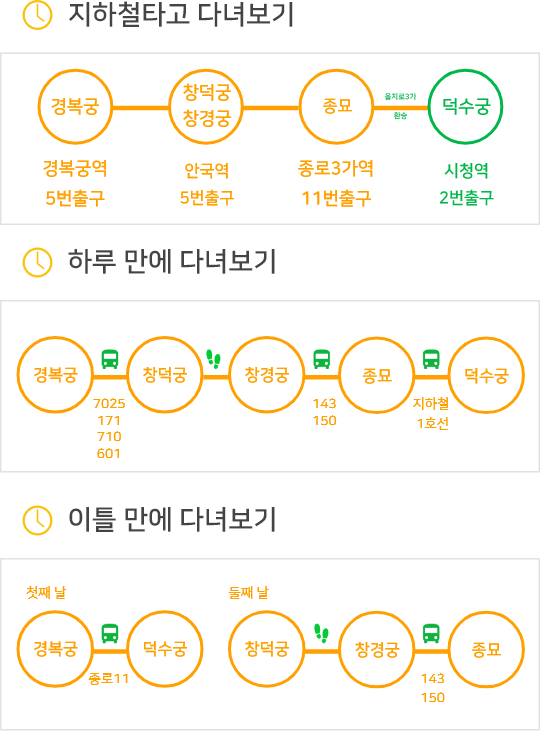 지하철타고 다녀보기
경복궁
창덕궁
창경궁
종묘
을지로3가
환승
덕수궁
경복궁역
5번출구
안국역
5번출구
종로3가역
11번출구
시청역
2번출구
하루 만에 다녀보기
경복궁
창덕궁
창경궁
종묘
덕수궁
7025
171
710
601
143
150
지하철
1호선
이틀 만에 다녀보기
첫째 날
둘째 날
경복궁
덕수궁
창덕궁
창경궁
종묘
종로11
143
150